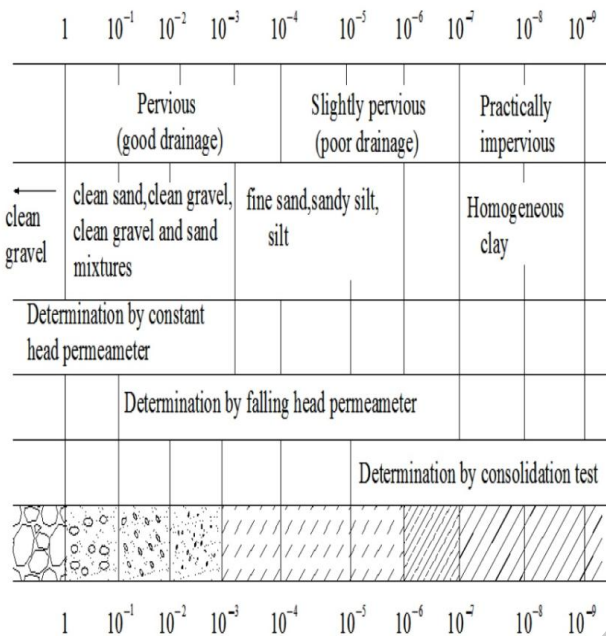 1 10⁻¹ 10⁻² 10⁻³ 10⁻⁴ 10⁻⁵ 10⁻⁶ 10⁻⁷ 10⁻⁸ 10⁻⁹
Pervious
(good drainage)
Slightly pervious
(poor drainage)
Practically
impervious
clean
gravel
clean sand,clean gravel,
clean gravel and sand
mixtures
fine sand,sandy silt,
silt
Homogeneous
clay
Determination by constant
head permeameter
Determination by falling head permeameter
Determination by consolidation test
1 10⁻¹ 10⁻² 10⁻³ 10⁻⁴ 10⁻⁵ 10⁻⁶ 10⁻⁷ 10⁻⁸ 10⁻⁹